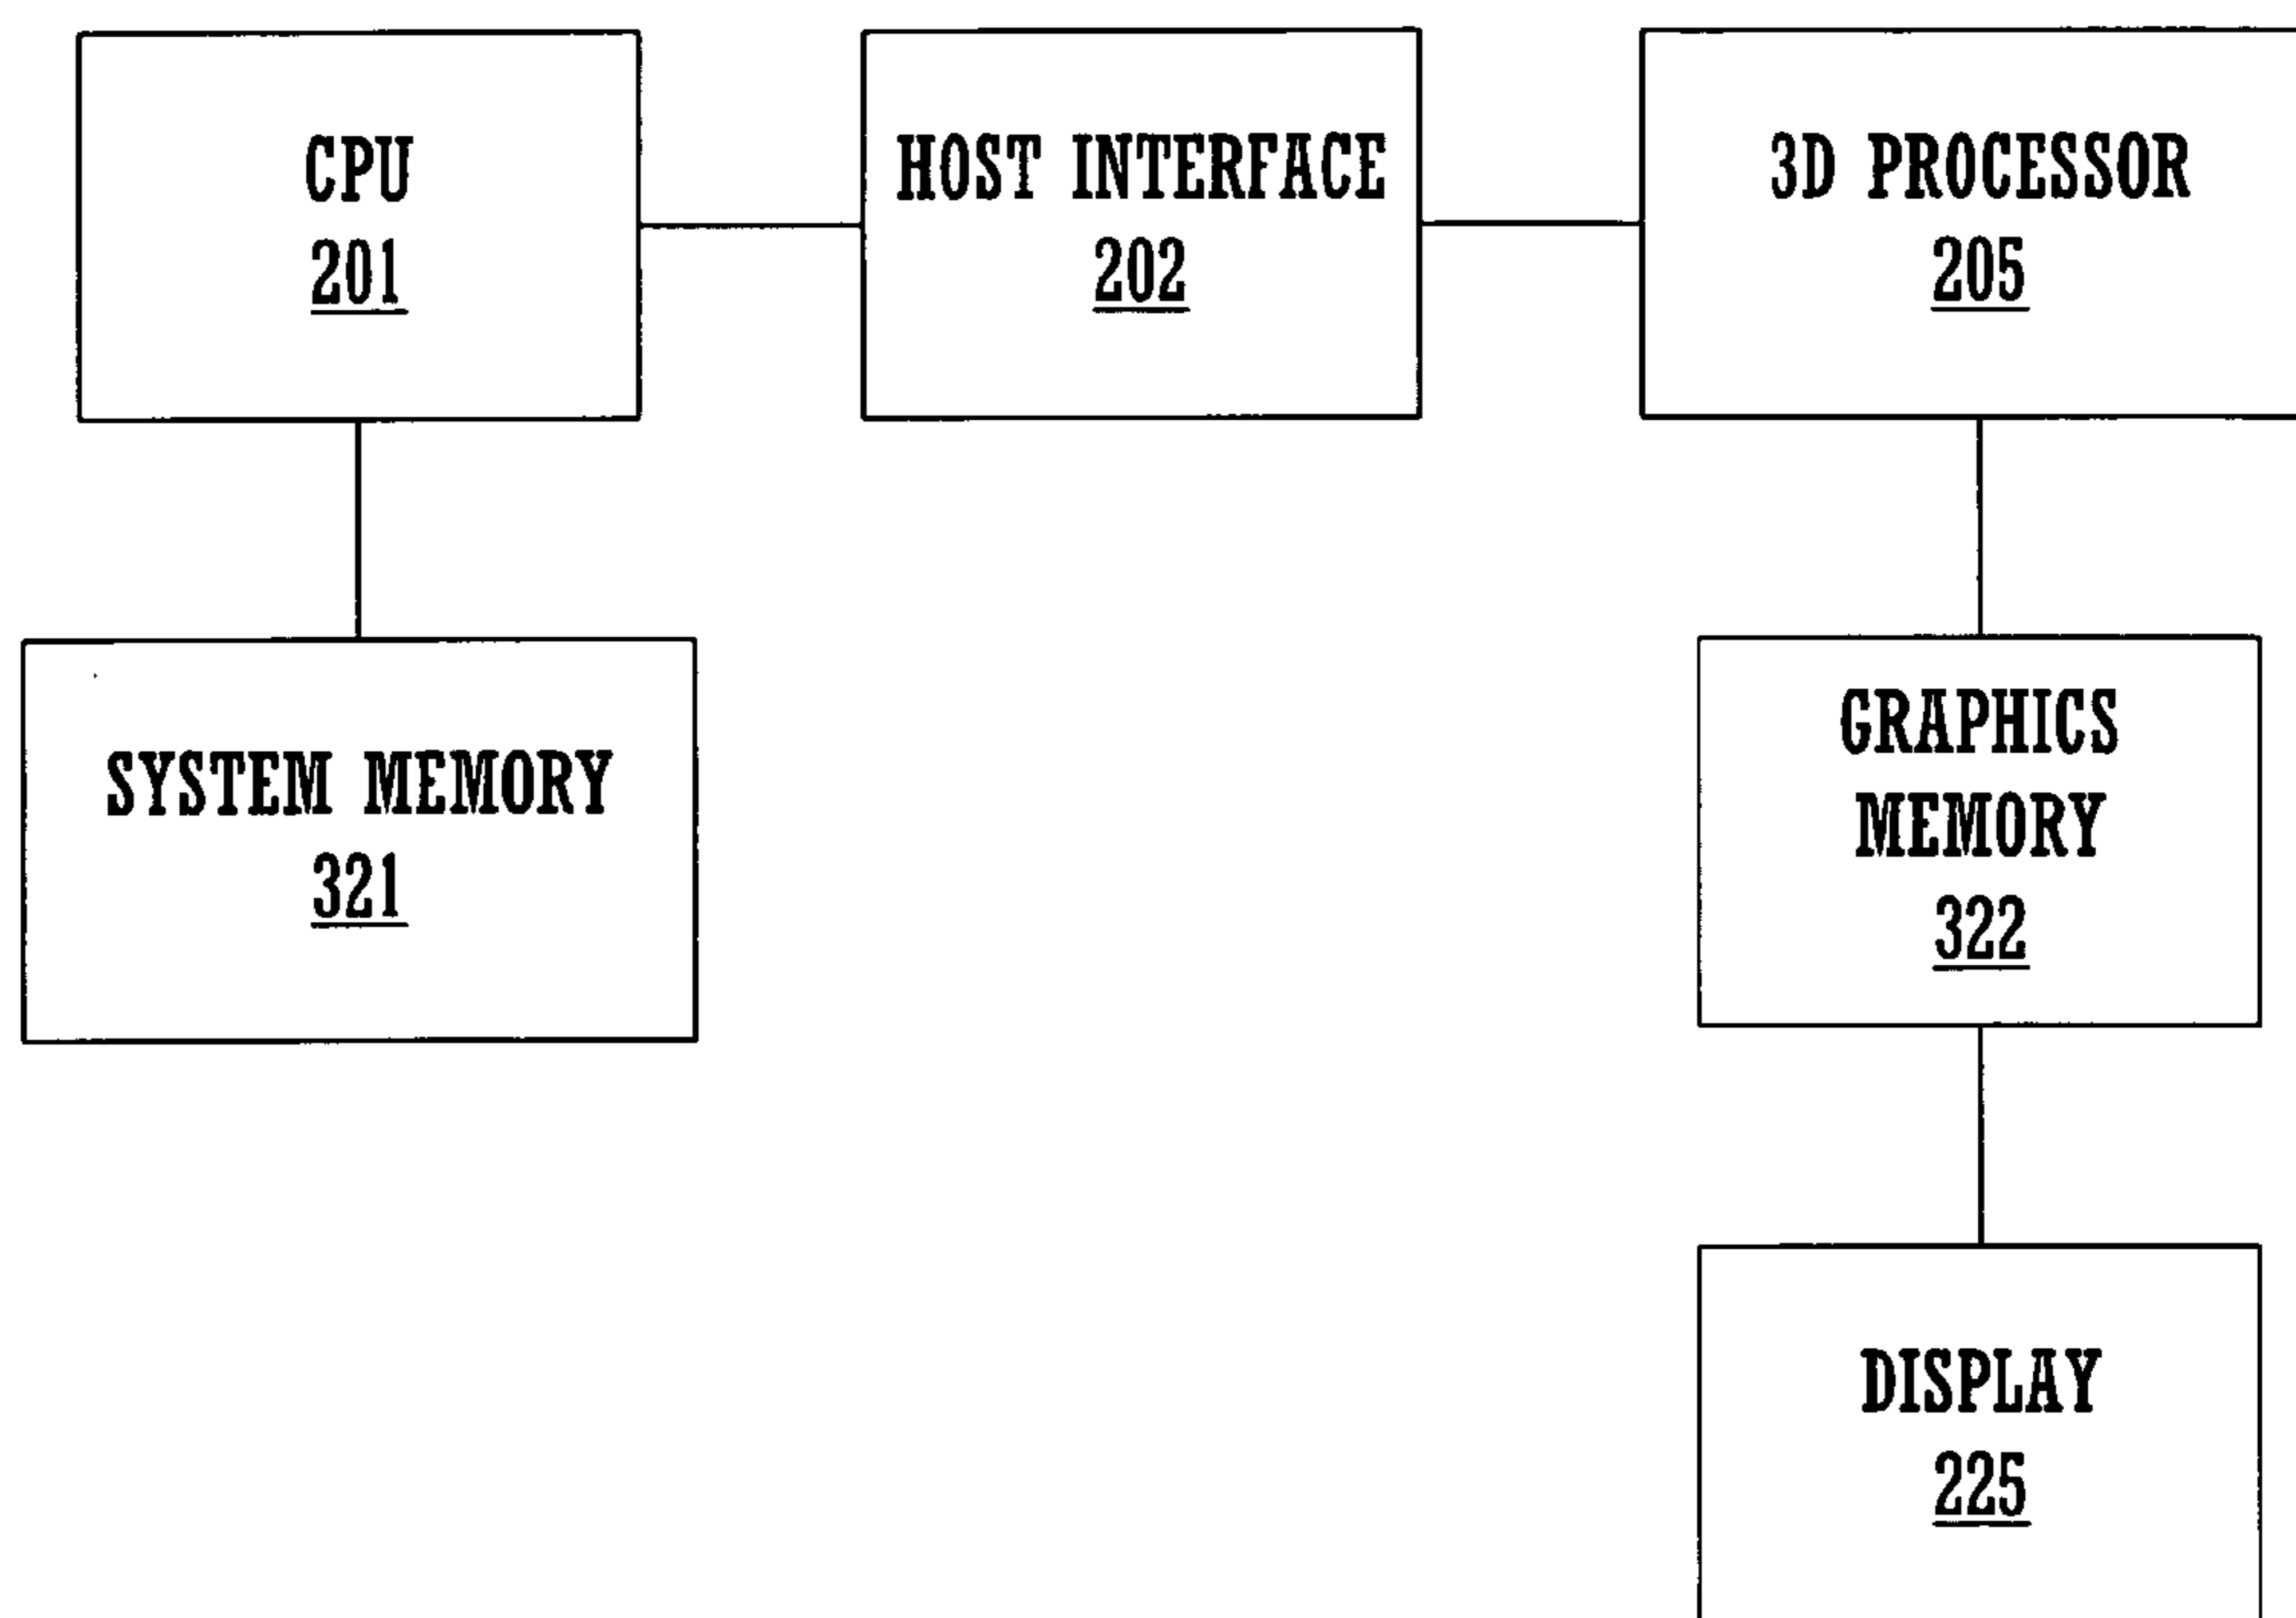 CPU
201
HOST INTERFACE
202
3D PROCESSOR
205
SYSTEM MEMORY
321
GRAPHICS
MEMORY
322
DISPLAY
225